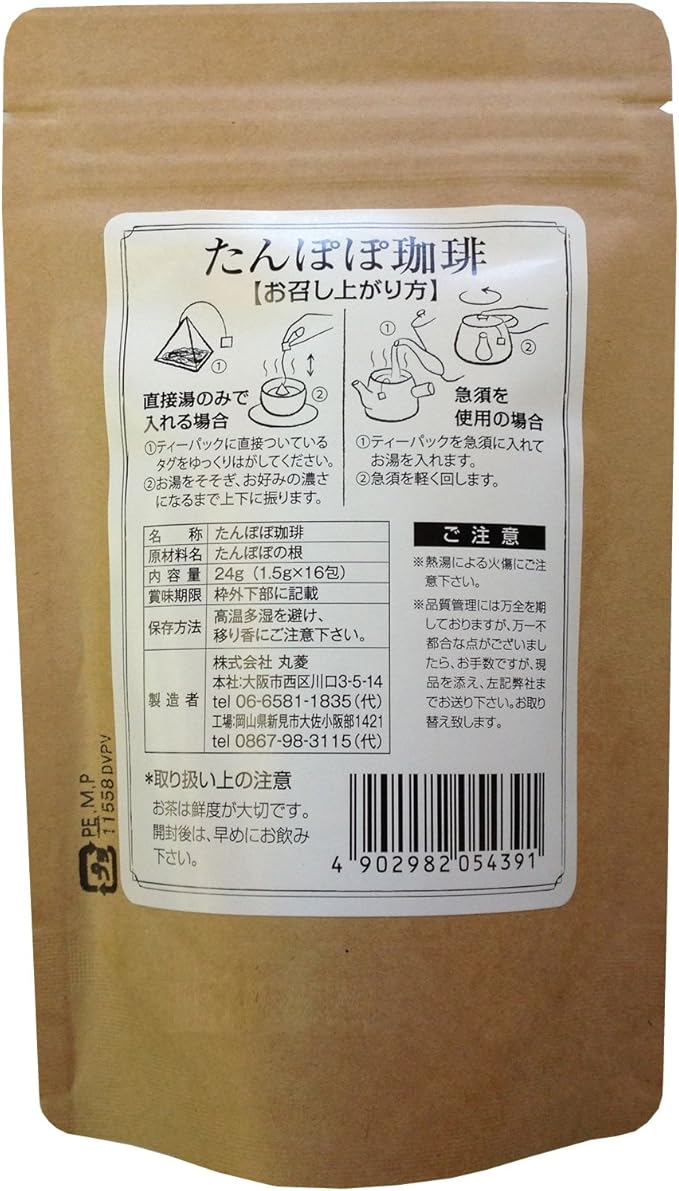 たんぽぽ珈琲
【お召し上がり方】
①
②
直接湯のみで
入れる場合
①ティーパックに直接ついている
タグをゆっくりはがしてください。
②お湯をそそぎ、お好みの濃さ
になるまで上下に振ります。
①
②
急須を
使用の場合
①ティーパックを急須に入れて
お湯を入れます。
②急須を軽く回します。
名 称 たんぽぽ珈琲
原材料名 たんぽぽの根
内 容 量 24g（1.5g×16包）
賞味期限 枠外下部に記載
保存方法 高温多湿を避け、
移り香にご注意下さい。
製 造 者 株式会社 丸菱
本社:大阪市西区川口3-5-14
tel 06-6581-1835（代）
工場:岡山県新見市大佐小阪部1421
tel 0867-98-3115（代）
ご 注 意
※熱湯による火傷にご注
意下さい。
※品質管理には万全を期
しておりますが、万一不
都合な点がございまし
たら、お手数ですが、現
品を添え、左記弊社ま
でお送り下さい。お取り
替え致します。
*取り扱い上の注意
お茶は鮮度が大切です。
開封後は、早めにお飲み
下さい。
4 902982 054391
プラ
PE,M,P
11558DVPV